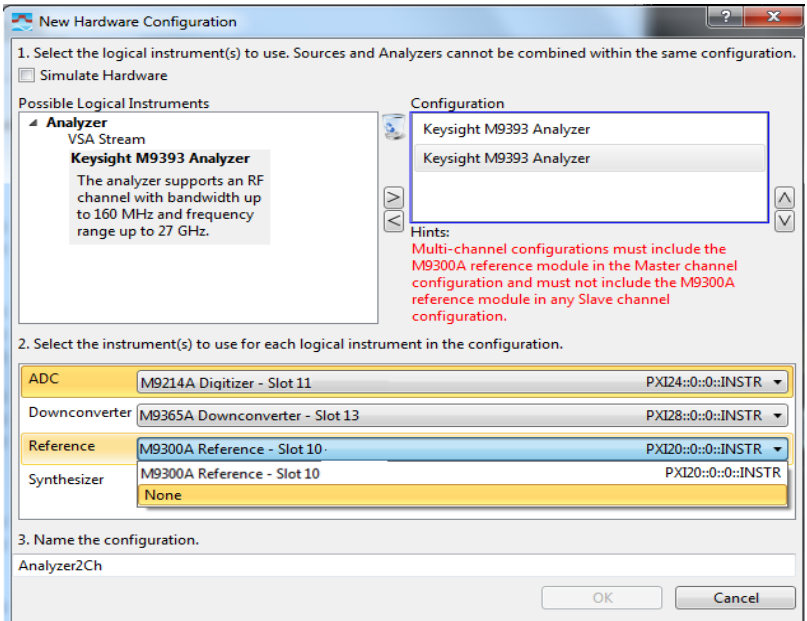 New Hardware Configuration
?
x
1. Select the logical instrument(s) to use. Sources and Analyzers cannot be combined within the same configuration.
Simulate Hardware
Possible Logical Instruments
Analyzer
VSA Stream
Keysight M9393 Analyzer
The analyzer supports an RF
channel with bandwidth up
to 160 MHz and frequency
range up to 27 GHz.
>
<
Configuration
Keysight M9393 Analyzer
Keysight M9393 Analyzer
Hints:
Multi-channel configurations must include the
M9300A reference module in the Master channel
configuration and must not include the M9300A
reference module in any Slave channel
configuration.
2. Select the instrument(s) to use for each logical instrument in the configuration.
ADC M9214A Digitizer - Slot 11 PXI24::0::0::INSTR
Downconverter M9365A Downconverter - Slot 13 PXI28::0::0::INSTR
Reference M9300A Reference - Slot 10 PXI20::0::0::INSTR
M9300A Reference - Slot 10 PXI20::0::0::INSTR
Synthesizer
None
3. Name the configuration.
Analyzer2Ch
OK Cancel